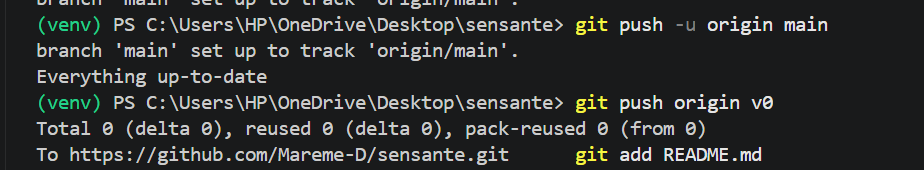 branch 'main' set up to track 'origin/main'.
(venv) PS C:\Users\HP\OneDrive\Desktop\sensante> git push -u origin main
branch 'main' set up to track 'origin/main'.
Everything up-to-date
(venv) PS C:\Users\HP\OneDrive\Desktop\sensante> git push origin v0
Total 0 (delta 0), reused 0 (delta 0), pack-reused 0 (from 0)
To https://github.com/Mareme-D/sensante.git git add README.md